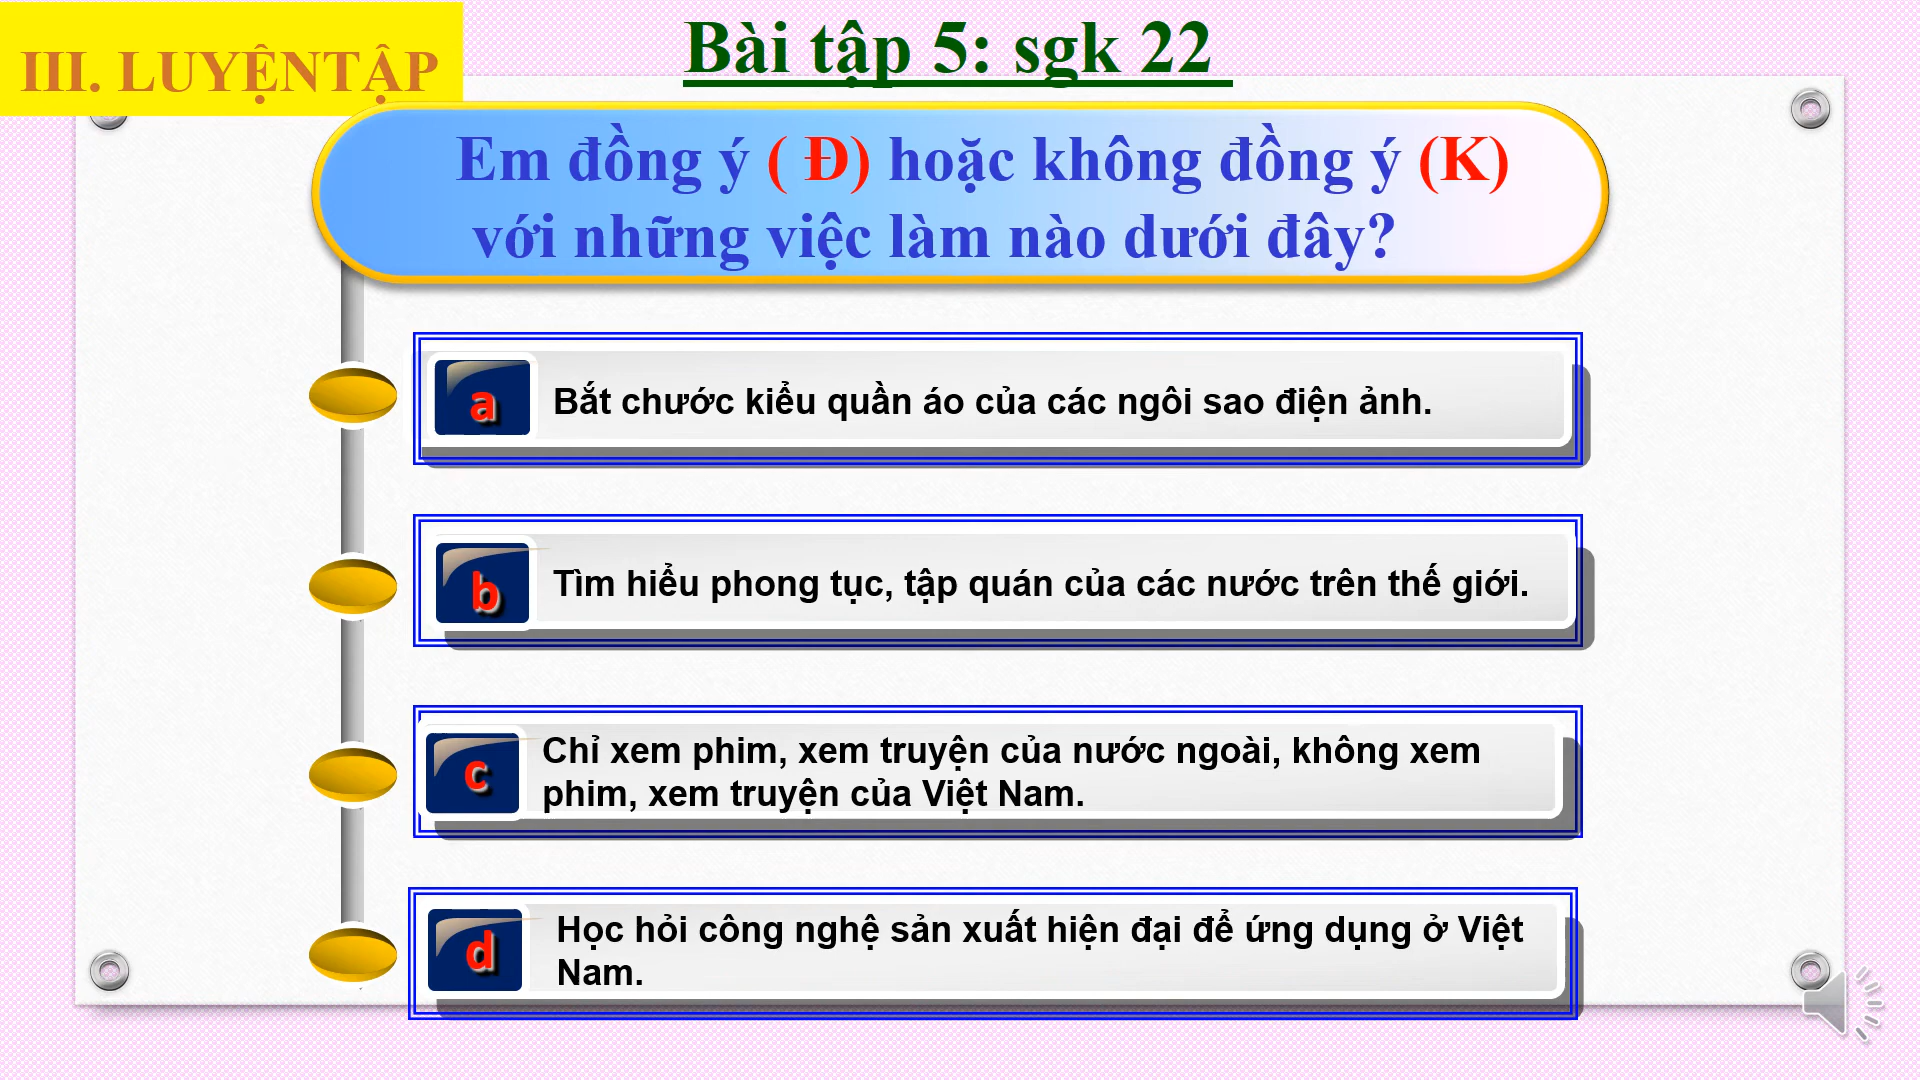 III. LUYỆNTẬP
Bài tập 5: sgk 22
Em đồng ý ( Đ) hoặc không đồng ý (K)
với những việc làm nào dưới đây?
a Bắt chước kiểu quần áo của các ngôi sao điện ảnh.
b Tìm hiểu phong tục, tập quán của các nước trên thế giới.
c Chỉ xem phim, xem truyện của nước ngoài, không xem
phim, xem truyện của Việt Nam.
d Học hỏi công nghệ sản xuất hiện đại để ứng dụng ở Việt
Nam.